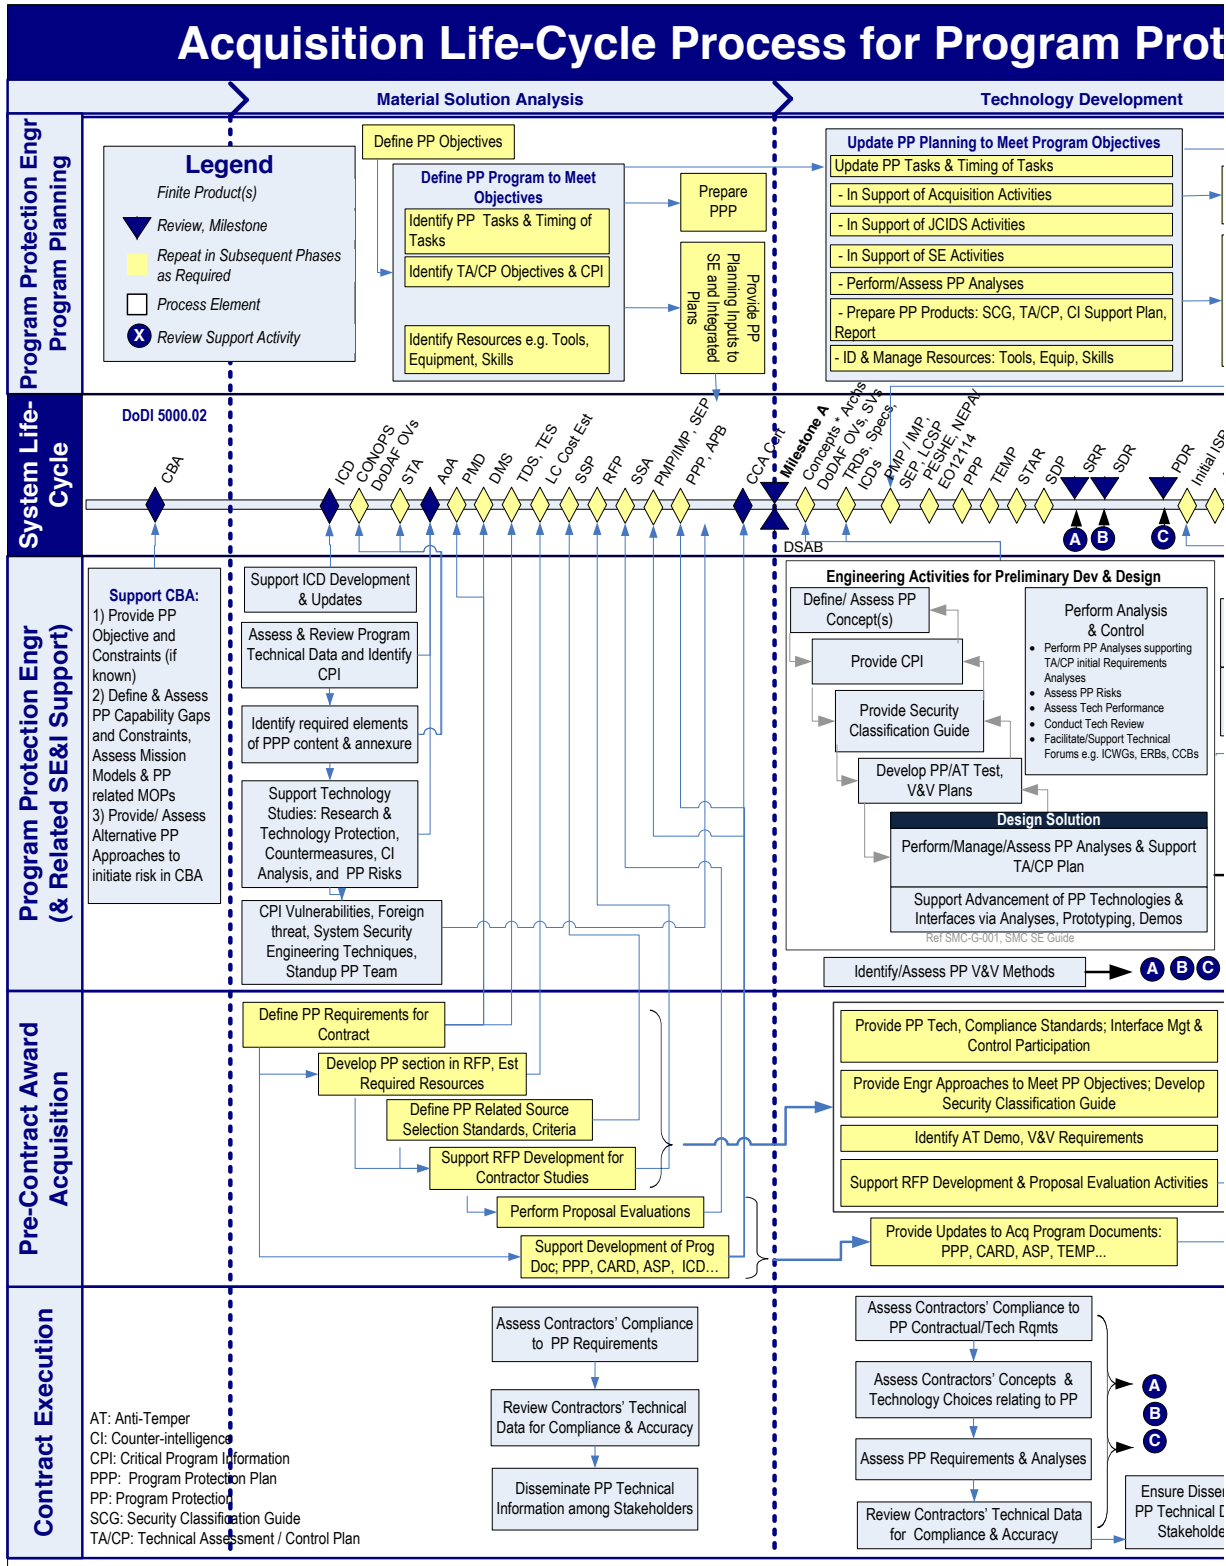 Acquisition Life-Cycle Process for Program Prot
Material Solution Analysis
Technology Development
Program Protection Engr
Program Planning
Legend
Finite Product(s)
Review, Milestone
Repeat in Subsequent Phases
as Required
Process Element
X
Review Support Activity
Define PP Objectives
Define PP Program to Meet
Objectives
Identify PP Tasks & Timing of
Tasks
Identify TA/CP Objectives & CPI
Identify Resources e.g. Tools,
Equipment, Skills
Prepare
PPP
Provide PP
Planning Inputs to
SE and Integrated
Plans
Update PP Planning to Meet Program Objectives
Update PP Tasks & Timing of Tasks
- In Support of Acquisition Activities
- In Support of JCIDS Activities
- In Support of SE Activities
- Perform/Assess PP Analyses
- Prepare PP Products: SCG, TA/CP, CI Support Plan,
Report
- ID & Manage Resources: Tools, Equip, Skills
System Life-
Cycle
DoDI 5000.02
CBA
ICD
CONOPS
DoDAF OVs
STA
AoA
PMD
DMS
TDS, TES
LC Cost Est
SSP
RFP
SSA
PMP/IMP, SEP
PPP, APB
CCA Cert
Milestone A
Concepts * Archs
DoDAF OVs, SVs
TRDs, Specs,
ICDs
PMP / IMP,
SEP, LCSP
PESHE, NEPA/
EO12114
PPP
TEMP
STAR
SDP
SRR
SDR
PDR
Initial ISP
DSAB
A
B
C
Program Protection Engr
(& Related SE&I Support)
Support CBA:
1) Provide PP
Objective and
Constraints (if
known)
2) Define & Assess
PP Capability Gaps
and Constraints,
Assess Mission
Models & PP
related MOPs
3) Provide/ Assess
Alternative PP
Approaches to
initiate risk in CBA
Support ICD Development
& Updates
Assess & Review Program
Technical Data and Identify
CPI
Identify required elements
of PPP content & annexure
Support Technology
Studies: Research &
Technology Protection,
Countermeasures, CI
Analysis, and PP Risks
CPI Vulnerabilities, Foreign
threat, System Security
Engineering Techniques,
Standup PP Team
Engineering Activities for Preliminary Dev & Design
Define/ Assess PP
Concept(s)
Provide CPI
Provide Security
Classification Guide
Develop PP/AT Test,
V&V Plans
Perform Analysis
& Control
• Perform PP Analyses supporting
TA/CP initial Requirements
Analyses
• Assess PP Risks
• Assess Tech Performance
• Conduct Tech Review
• Facilitate/Support Technical
Forums e.g. ICWGs, ERBs, CCBs
Design Solution
Perform/Manage/Assess PP Analyses & Support
TA/CP Plan
Support Advancement of PP Technologies &
Interfaces via Analyses, Prototyping, Demos
Ref SMC-G-001, SMC SE Guide
Identify/Assess PP V&V Methods
A B C
Pre-Contract Award
Acquisition
Define PP Requirements for
Contract
Develop PP section in RFP, Est
Required Resources
Define PP Related Source
Selection Standards, Criteria
Support RFP Development for
Contractor Studies
Perform Proposal Evaluations
Support Development of Prog
Doc; PPP, CARD, ASP, ICD…
Provide PP Tech, Compliance Standards; Interface Mgt &
Control Participation
Provide Engr Approaches to Meet PP Objectives; Develop
Security Classification Guide
Identify AT Demo, V&V Requirements
Support RFP Development & Proposal Evaluation Activities
Provide Updates to Acq Program Documents:
PPP, CARD, ASP, TEMP...
Contract Execution
AT: Anti-Temper
CI: Counter-intelligence
CPI: Critical Program Information
PPP: Program Protection Plan
PP: Program Protection
SCG: Security Classification Guide
TA/CP: Technical Assessment / Control Plan
Assess Contractors' Compliance
to PP Requirements
Review Contractors' Technical
Data for Compliance & Accuracy
Disseminate PP Technical
Information among Stakeholders
Assess Contractors' Compliance to
PP Contractual/Tech Rqmts
Assess Contractors' Concepts &
Technology Choices relating to PP
Assess PP Requirements & Analyses
Review Contractors' Technical Data
for Compliance & Accuracy
A
B
C
Ensure Disse
PP Technical D
Stakeholde